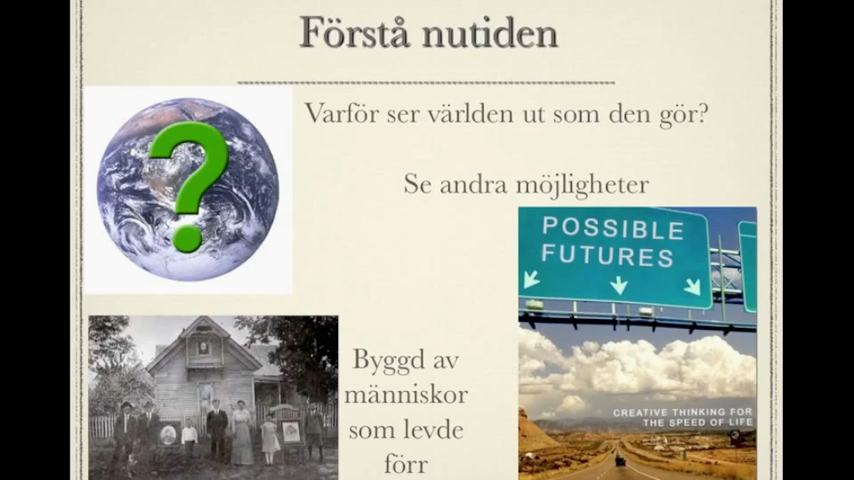 Förstå nutiden
Varför ser världen ut som den gör?
Se andra möjligheter
POSSIBLE
FUTURES
CREATIVE THINKING FOR
THE SPEED OF LIFE
Byggd av
människor
som levde
förr